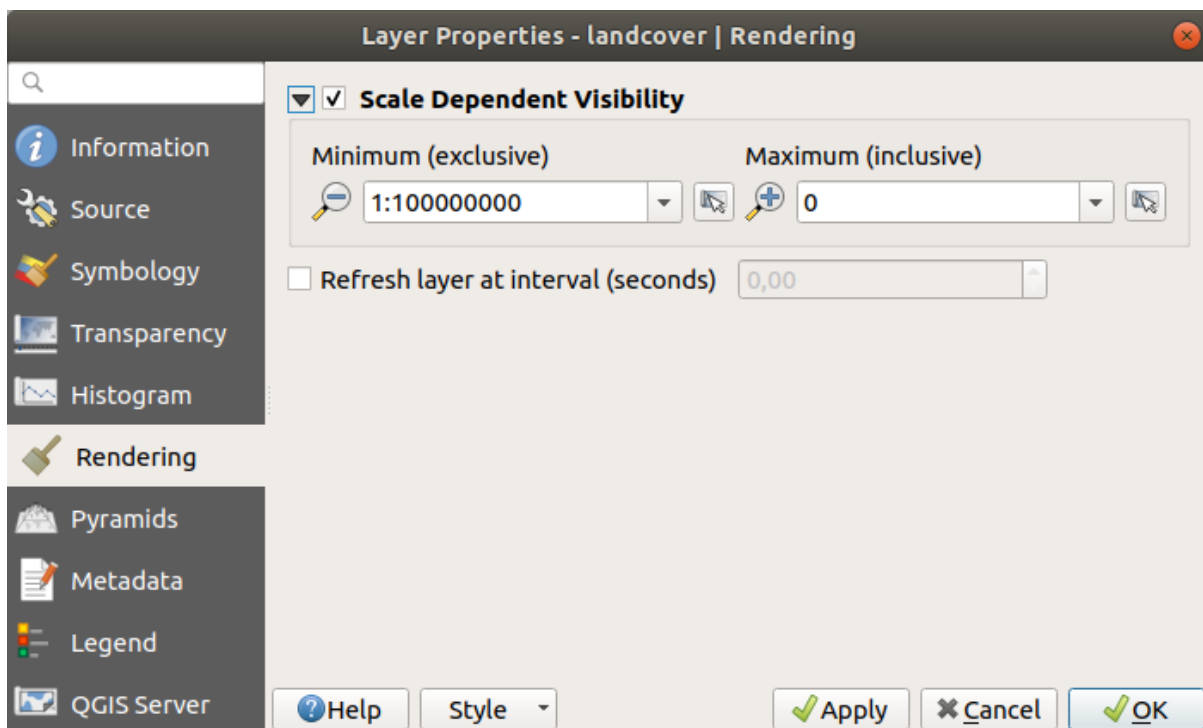 Layer Properties - landcover | Rendering
Information
Source
Symbology
Transparency
Histogram
Rendering
Pyramids
Metadata
Legend
QGIS Server
Scale Dependent Visibility
Minimum (exclusive) Maximum (inclusive)
1:100000000 0
Refresh layer at interval (seconds) 0,00
Help Style Apply Cancel OK